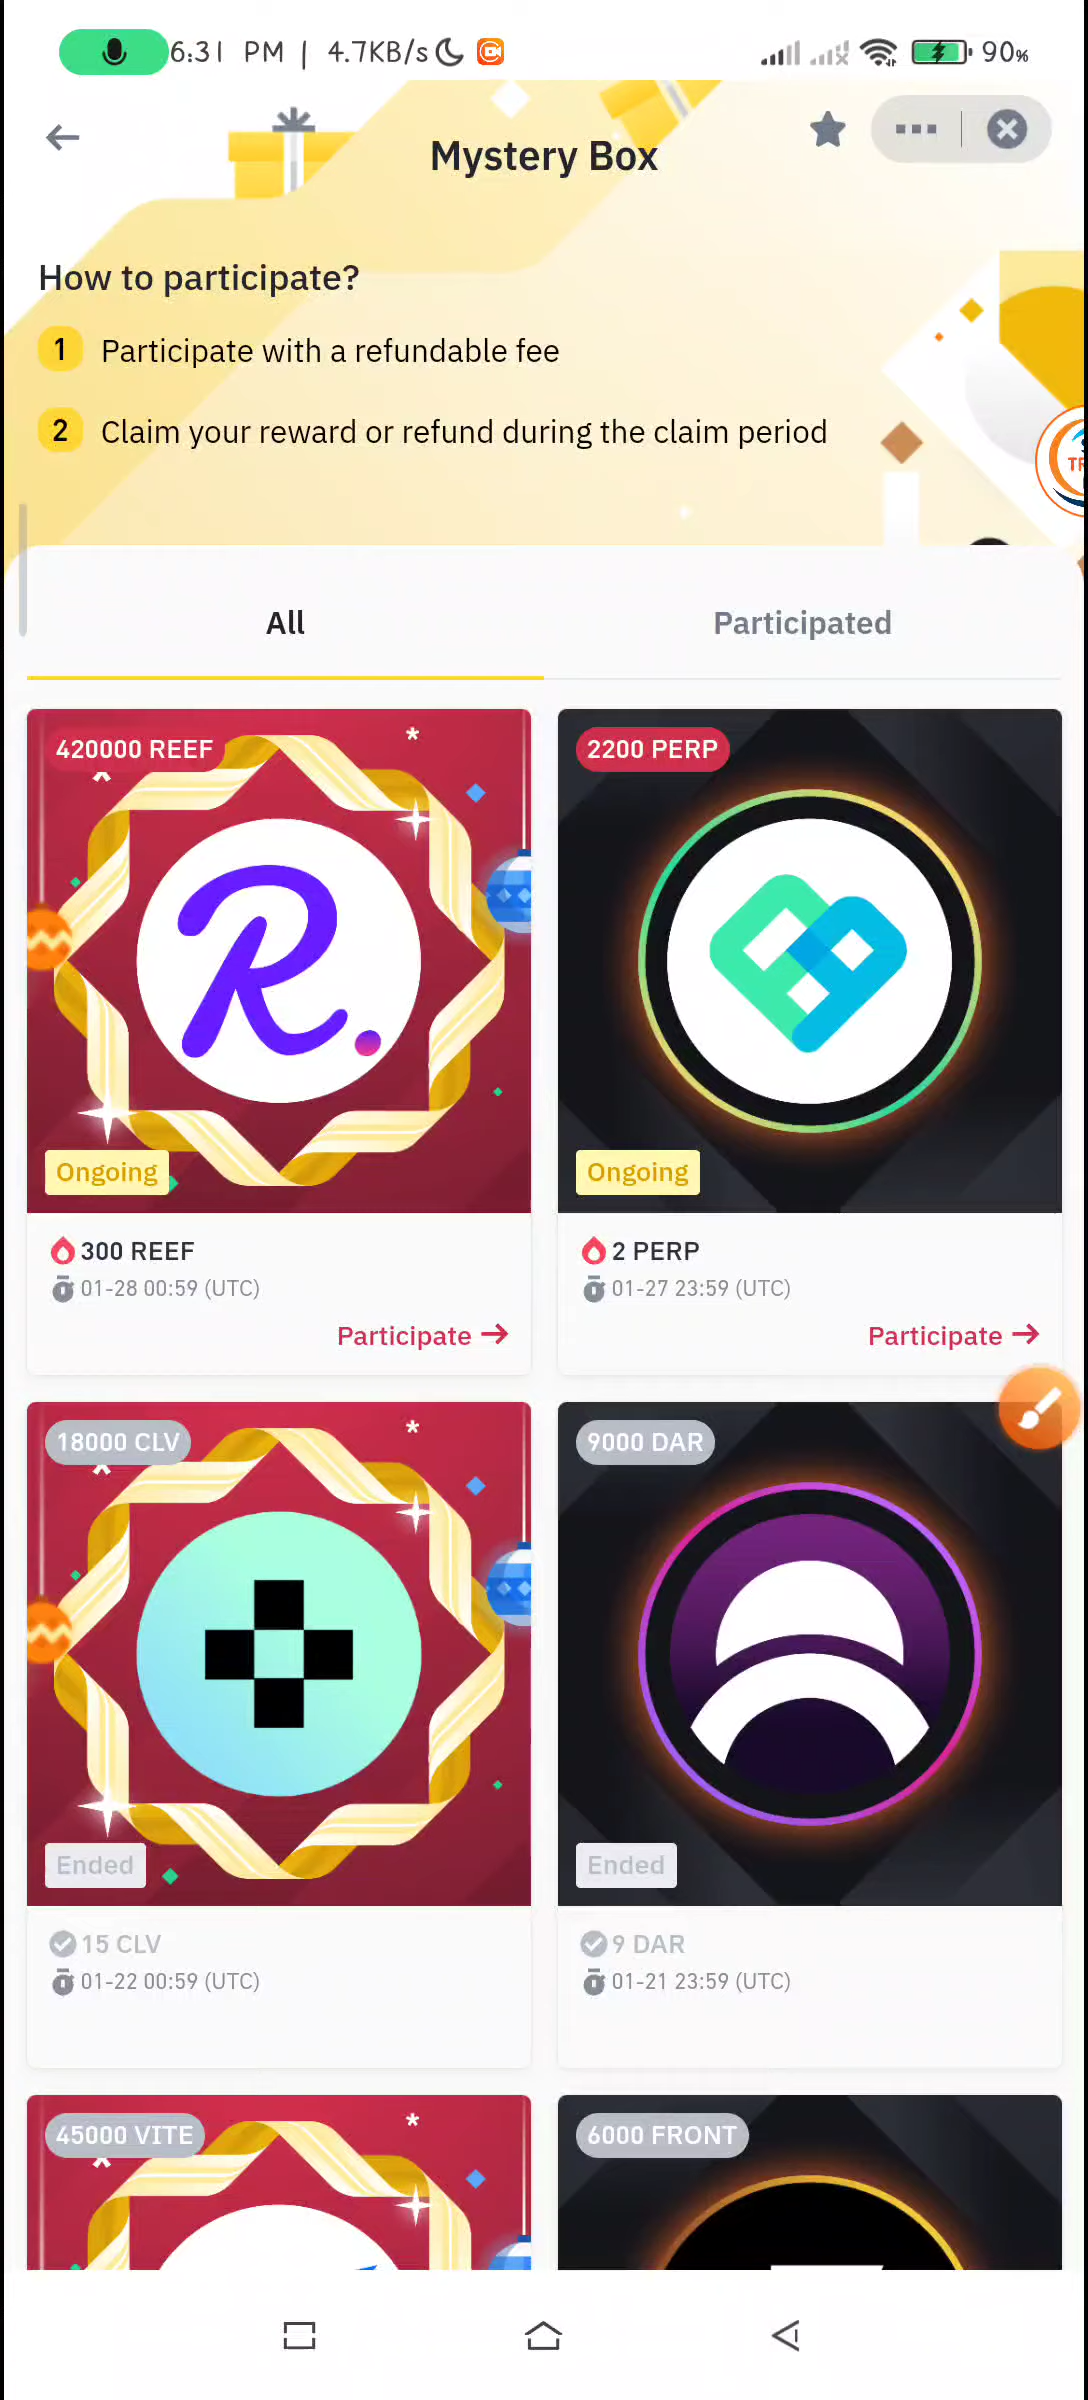 6:31 PM | 4.7KB/s
90%
Mystery Box
How to participate?
1 Participate with a refundable fee
2 Claim your reward or refund during the claim period
All
Participated
420000 REEF
2200 PERP
Ongoing
Ongoing
300 REEF
2 PERP
01-28 00:59 (UTC)
01-27 23:59 (UTC)
Participate →
Participate →
18000 CLV
9000 DAR
Ended
Ended
15 CLV
9 DAR
01-22 00:59 (UTC)
01-21 23:59 (UTC)
45000 VITE
6000 FRONT